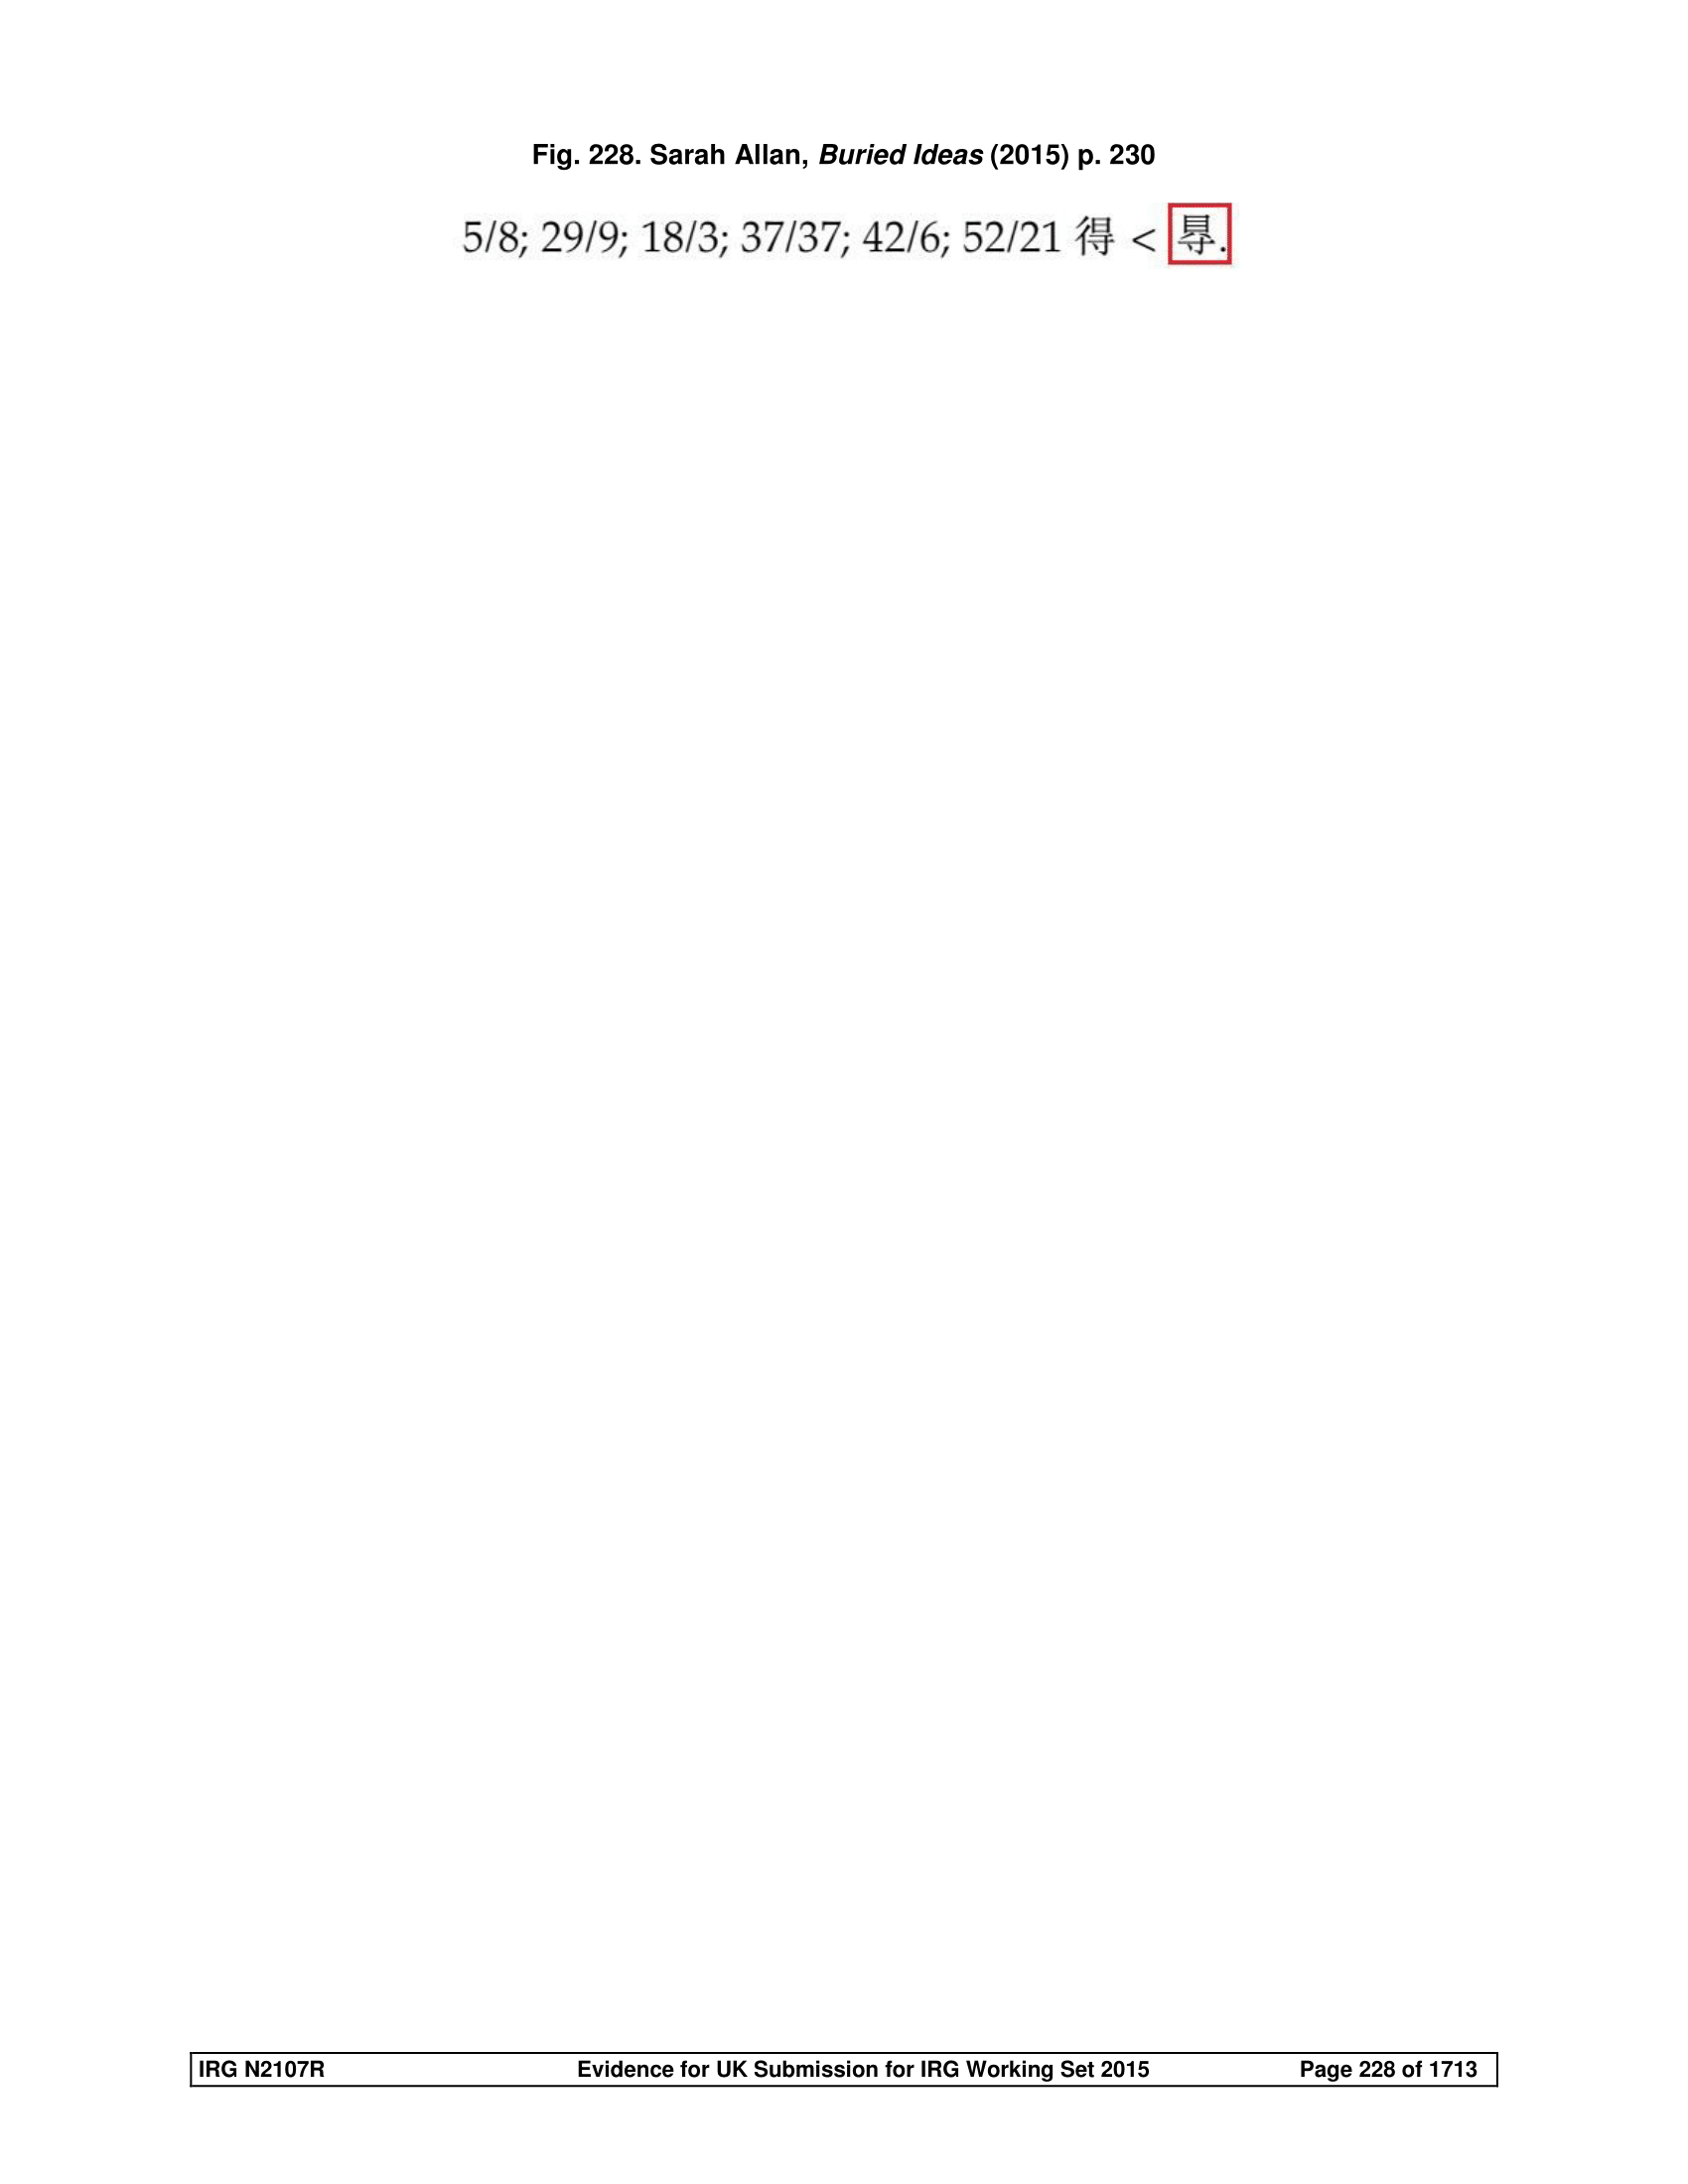 Fig. 228. Sarah Allan, Buried Ideas (2015) p. 230
5/8; 29/9; 18/3; 37/37; 42/6; 52/21 得 < .
IRG N2107R Evidence for UK Submission for IRG Working Set 2015 Page 228 of 1713